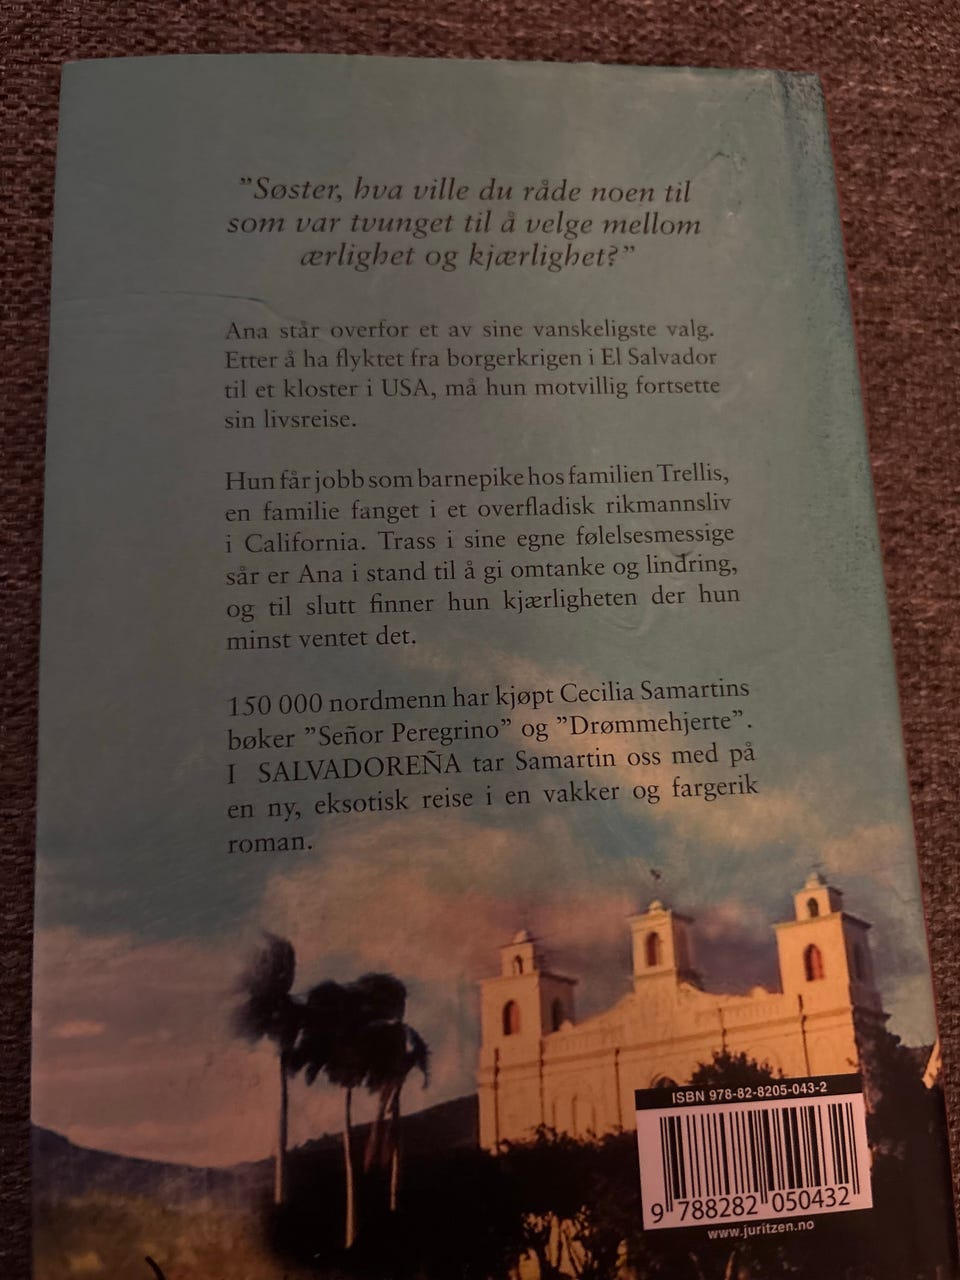 ”Søster, hva ville du råde noen til
som var tvunget til å velge mellom
ærlighet og kjærlighet?”
Ana står overfor et av sine vanskeligste valg.
Etter å ha flyktet fra borgerkrigen i El Salvador
til et kloster i USA, må hun motvillig fortsette
sin livsreise.
Hun får jobb som barnepike hos familien Trellis,
en familie fanget i et overfladisk rikmannsliv
i California. Trass i sine egne følelsesmessige
sår er Ana i stand til å gi omtanke og lindring,
og til slutt finner hun kjærligheten der hun
minst ventet det.
150 000 nordmenn har kjøpt Cecilia Samartins
bøker ”Señor Peregrino” og ”Drømmehjerte”.
I SALVADOREÑA tar Samartin oss med på
en ny, eksotisk reise i en vakker og fargerik
roman.
ISBN 978-82-8205-043-2
9 788282 050432
www.juritzen.no